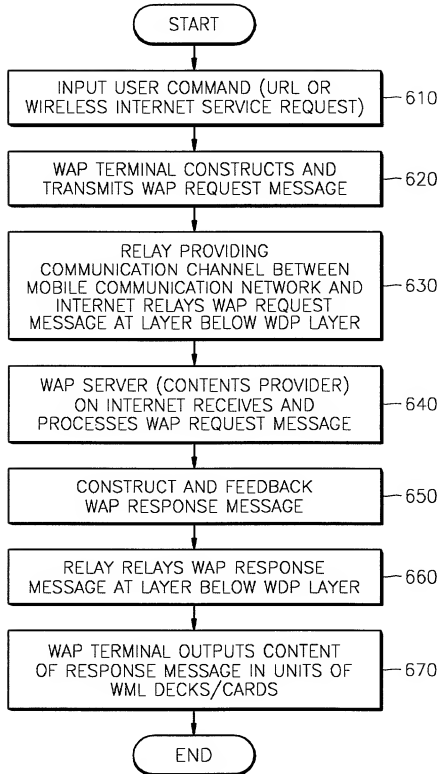 START
INPUT USER COMMAND (URL OR
WIRELESS INTERNET SERVICE REQUEST)
610
WAP TERMINAL CONSTRUCTS AND
TRANSMITS WAP REQUEST MESSAGE
620
RELAY PROVIDING
COMMUNICATION CHANNEL BETWEEN
MOBILE COMMUNICATION NETWORK AND
INTERNET RELAYS WAP REQUEST
MESSAGE AT LAYER BELOW WDP LAYER
630
WAP SERVER (CONTENTS PROVIDER)
ON INTERNET RECEIVES AND
PROCESSES WAP REQUEST MESSAGE
640
CONSTRUCT AND FEEDBACK
WAP RESPONSE MESSAGE
650
RELAY RELAYS WAP RESPONSE
MESSAGE AT LAYER BELOW WDP LAYER
660
WAP TERMINAL OUTPUTS CONTENT
OF RESPONSE MESSAGE IN UNITS OF
WML DECKS/CARDS
670
END